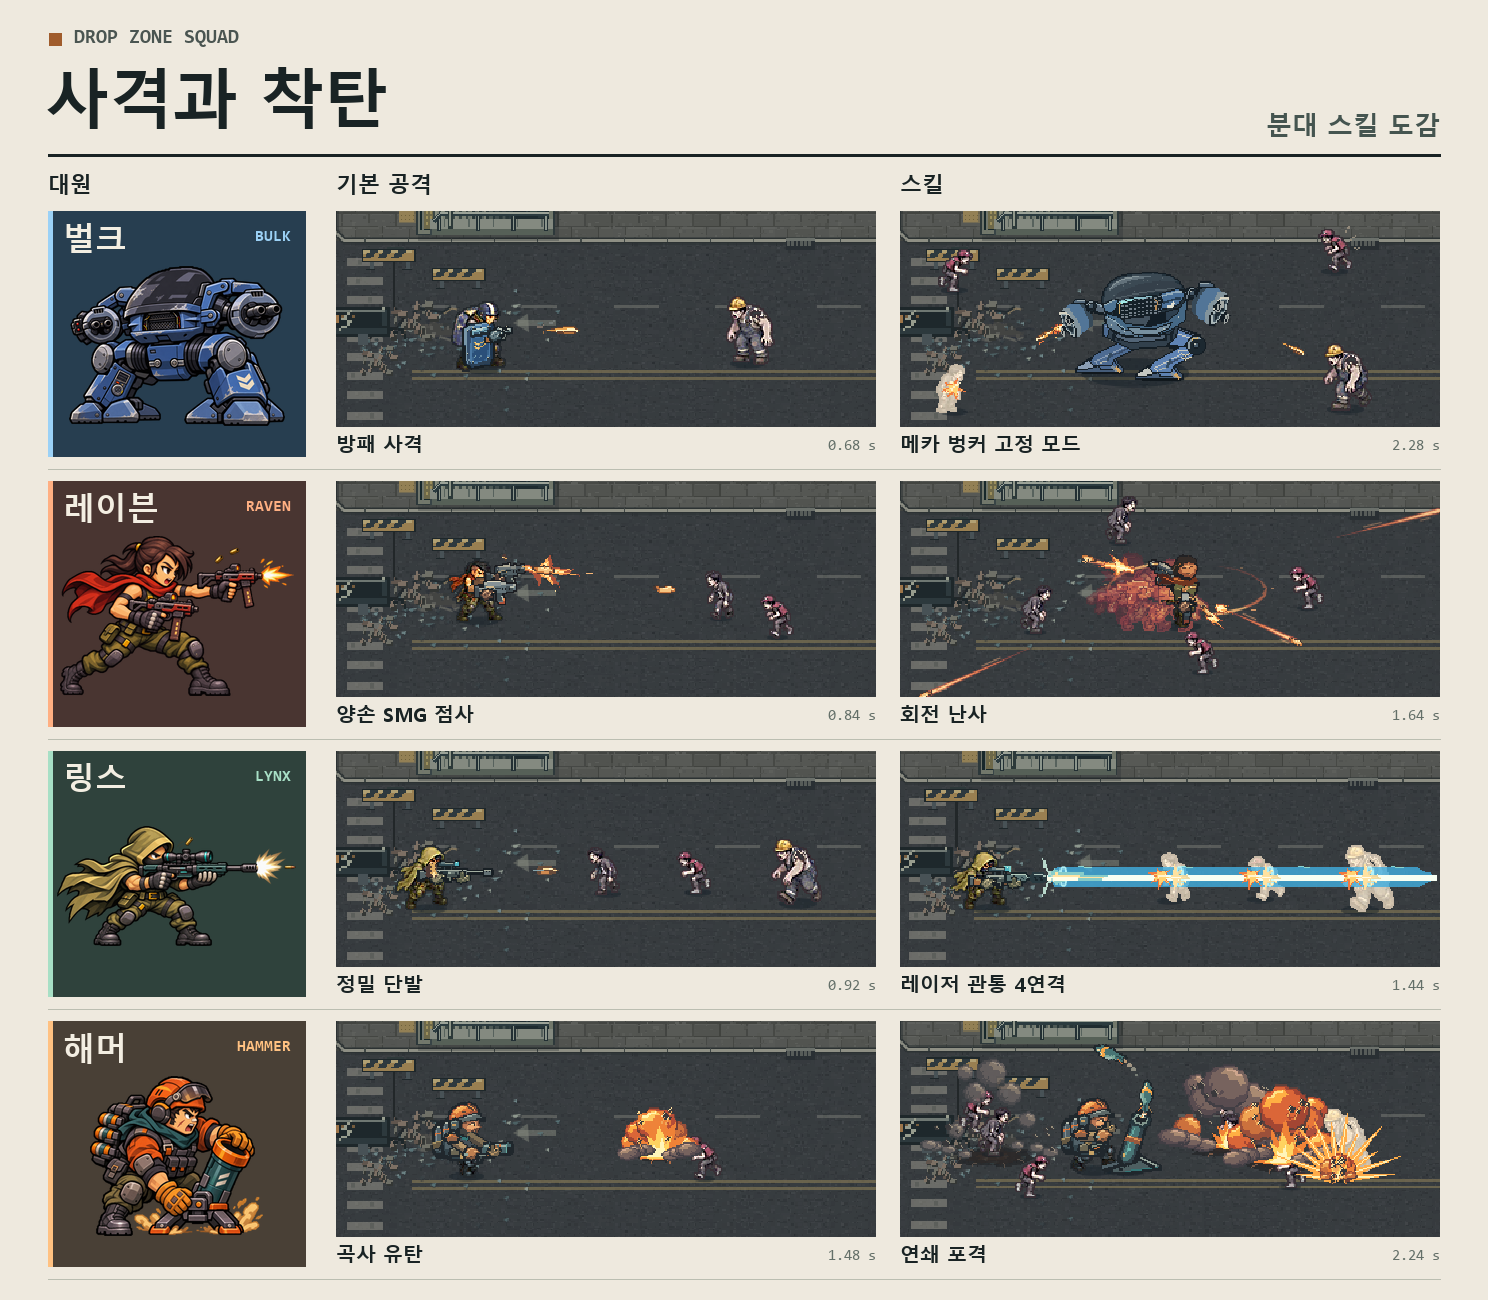 DROP ZONE SQUAD
사격과 착탄
분대 스킬 도감
대원
기본 공격
스킬
벌크
BULK
방패 사격
0.68 s
메카 벙커 고정 모드
2.28 s
레이븐
RAVEN
양손 SMG 점사
0.84 s
회전 난사
1.64 s
링스
LYNX
정밀 단발
0.92 s
레이저 관통 4연격
1.44 s
해머
HAMMER
곡사 유탄
1.48 s
연쇄 포격
2.24 s